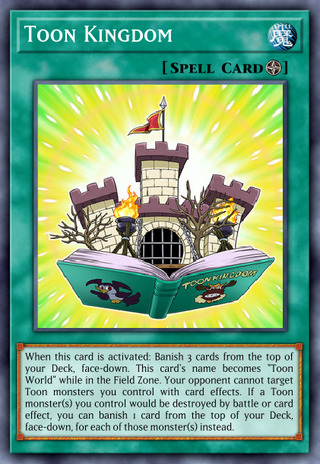 Toon Kingdom
魔
[Spell Card]
TOON KINGDOM
When this card is activated: Banish 3 cards from the top of
your Deck, face-down. This card's name becomes "Toon
World" while in the Field Zone. Your opponent cannot target
Toon monsters you control with card effects. If a Toon
monster(s) you control would be destroyed by battle or card
effect, you can banish 1 card from the top of your Deck,
face-down, for each of those monster(s) instead.